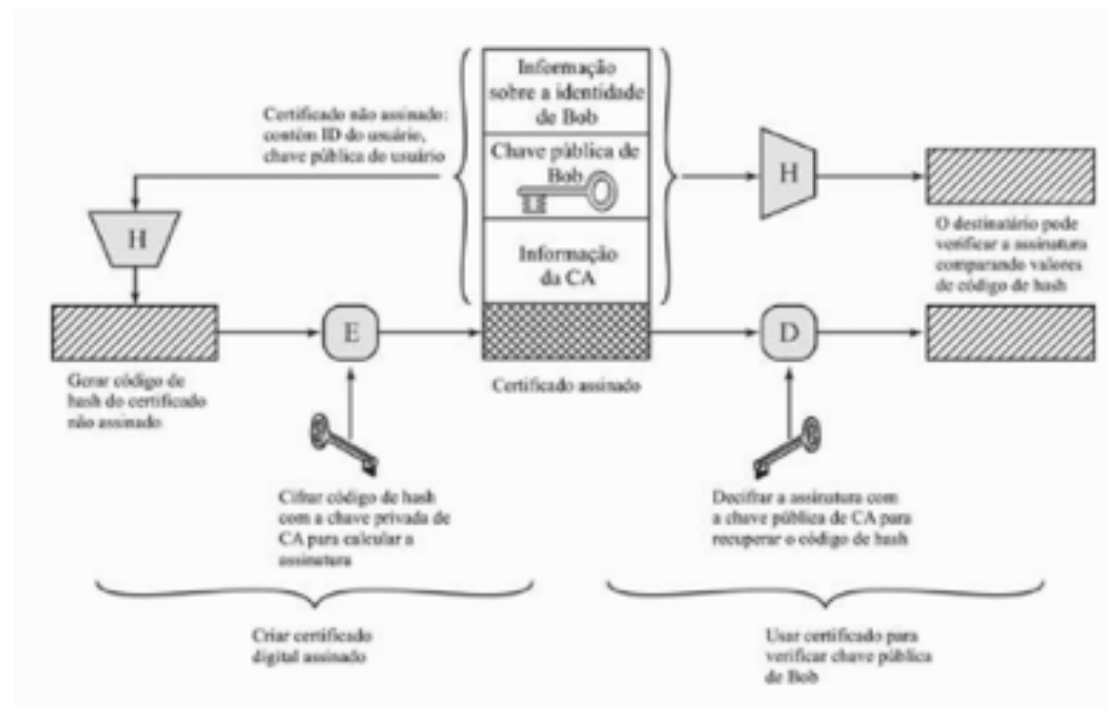 Informação
sobre a identidade
de Bob
Certificado não assinado:
contém ID do usuário,
chave pública do usuário
Chave pública de
Bob
H
H
Informação
da CA
O destinatário pode
verificar a assinatura
comparando valores
de código de hash
E
D
Gerar código de
hash do certificado
não assinado
Certificado assinado
Cifrar código de hash
com a chave privada de
CA para calcular a
assinatura
Decifrar a assinatura com
a chave pública de CA para
recuperar o código de hash
Criar certificado
digital assinado
Usar certificado para
verificar chave pública
de Bob